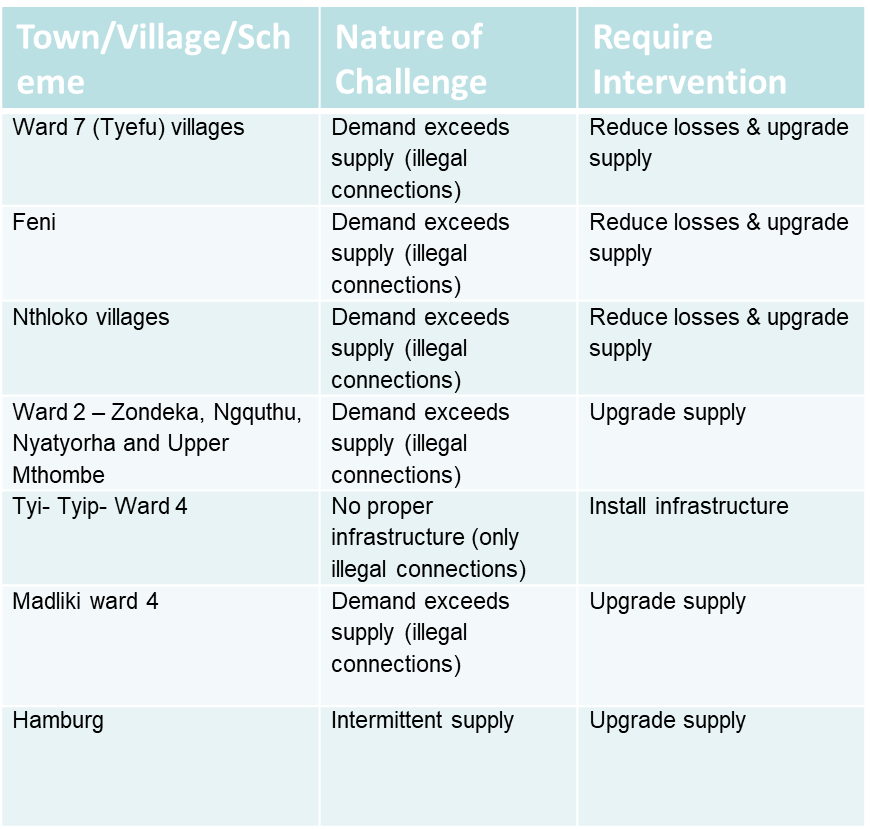 Town/Village/Sch
eme
Nature of
Challenge
Require
Intervention
Ward 7 (Tyefu) villages
Demand exceeds
supply (illegal
connections)
Reduce losses & upgrade
supply
Feni
Demand exceeds
supply (illegal
connections)
Reduce losses & upgrade
supply
Nthloko villages
Demand exceeds
supply (illegal
connections)
Reduce losses & upgrade
supply
Ward 2 – Zondeka, Ngquthu,
Nyatyorha and Upper
Mthombe
Demand exceeds
supply (illegal
connections)
Upgrade supply
Tyi- Tyip- Ward 4
No proper
infrastructure (only
illegal connections)
Install infrastructure
Madliki ward 4
Demand exceeds
supply (illegal
connections)
Upgrade supply
Hamburg
Intermittent supply
Upgrade supply